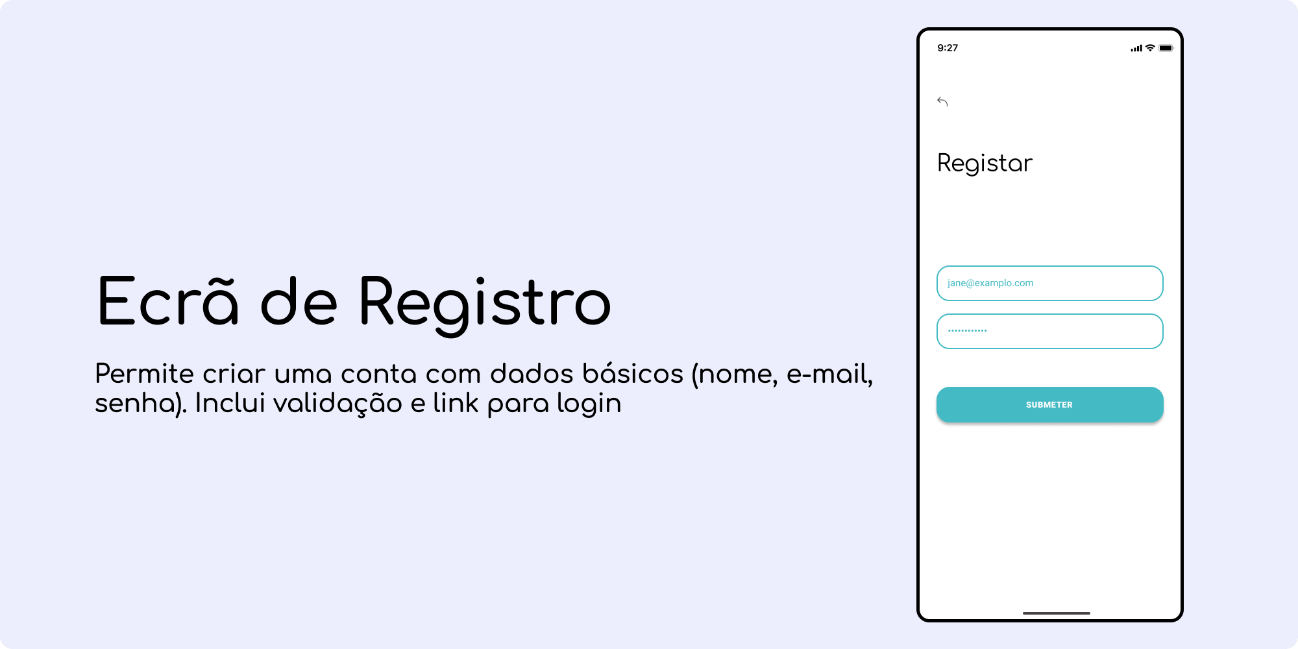 Ecrã de Registro
Permite criar uma conta com dados básicos (nome, e-mail,
senha). Inclui validação e link para login
9:27
Registar
jane@examplo.com
••••••••••••
SUBMETER